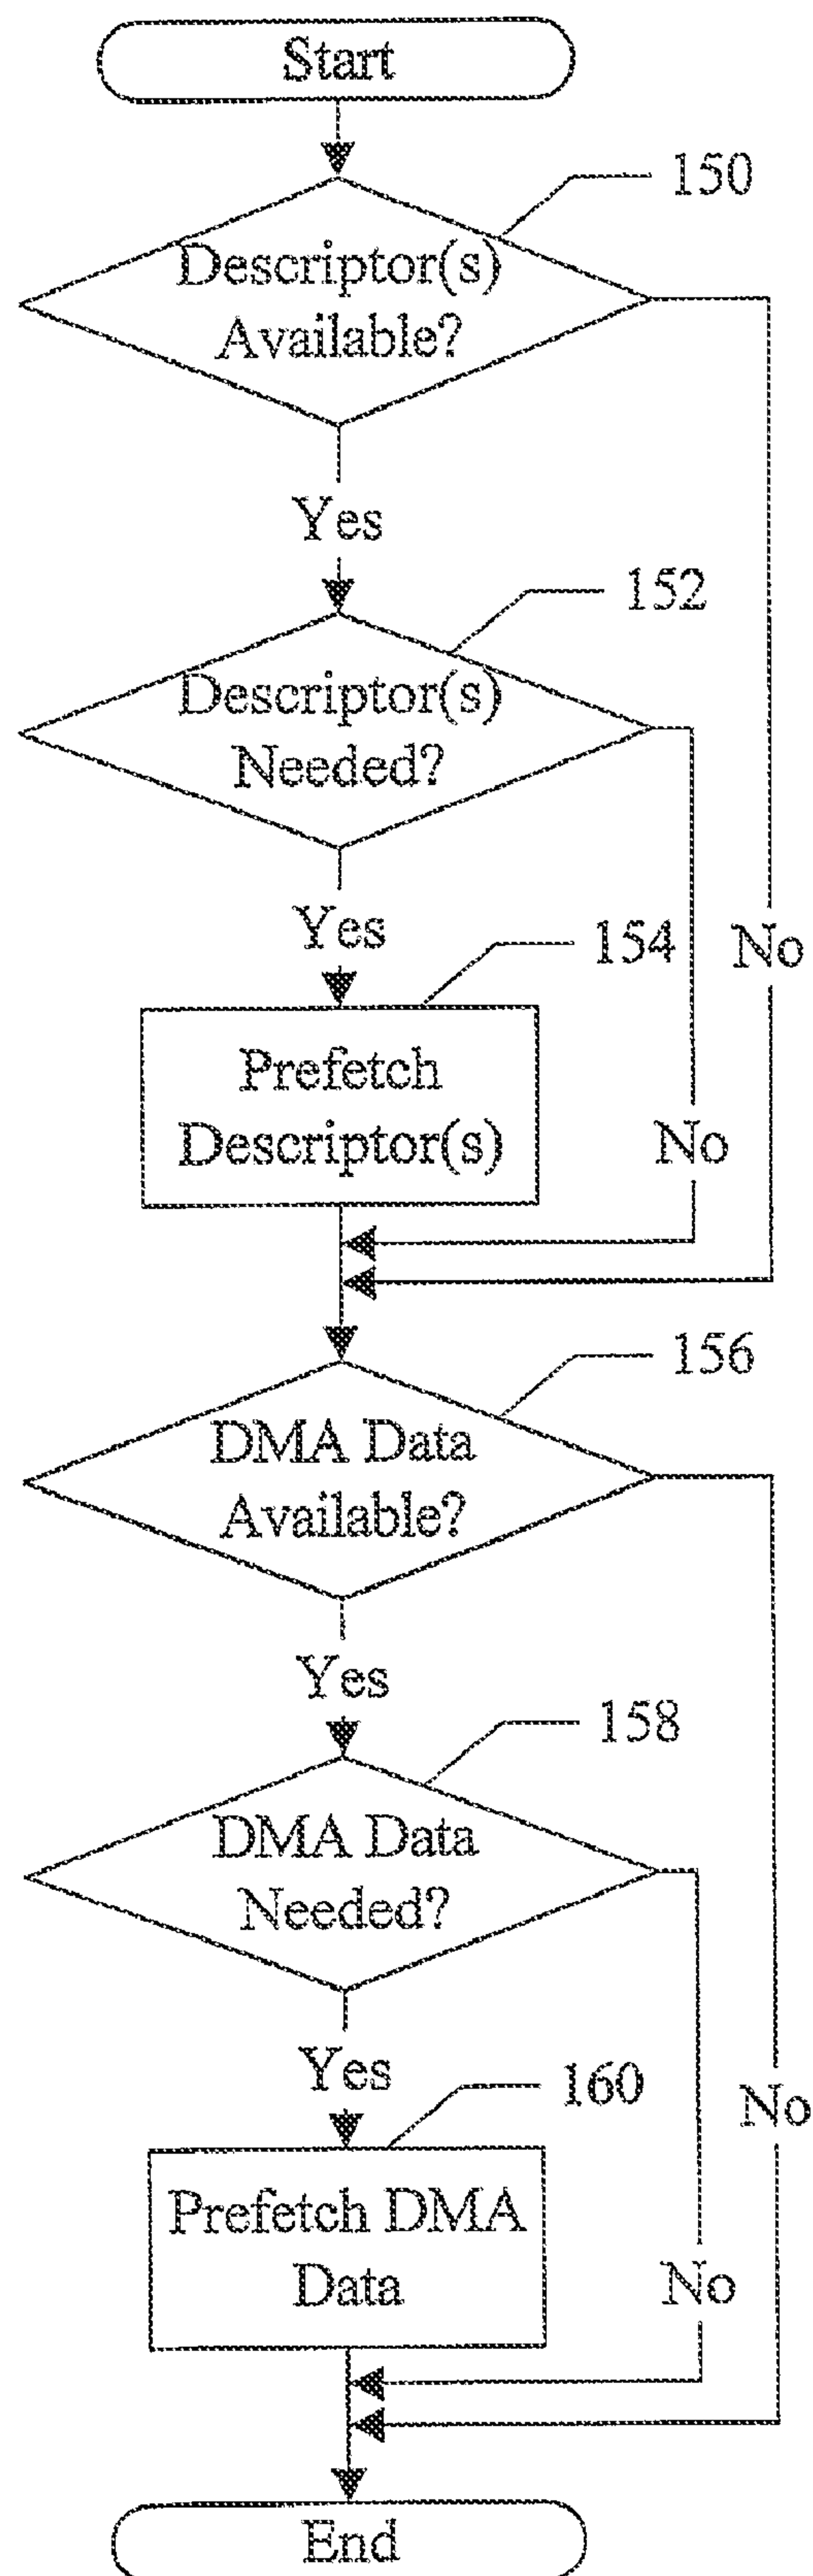 Start
150
Descriptor(s)
Available?
Yes
152
Descriptor(s)
Needed?
Yes
154
No
Prefetch
Descriptor(s)
No
156
DMA Data
Available?
Yes
158
DMA Data
Needed?
Yes
160
No
Prefetch DMA
Data
No
End